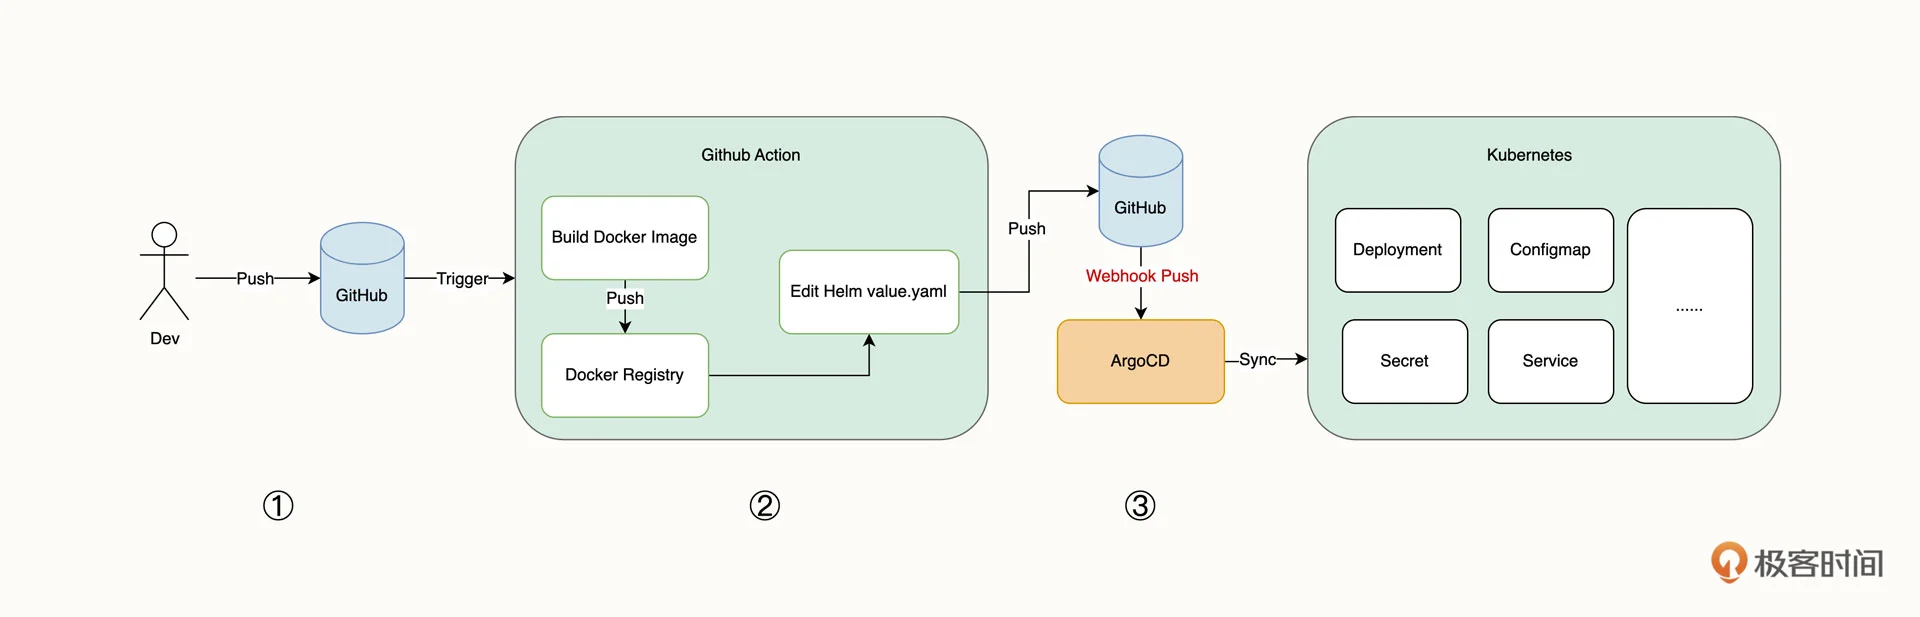 Dev
Push
GitHub
Trigger
Github Action
Build Docker Image
Push
Docker Registry
Edit Helm value.yaml
Push
GitHub
Webhook Push
ArgoCD
Sync
Kubernetes
Deployment
Configmap
Secret
Service
......
①
②
③
极客时间